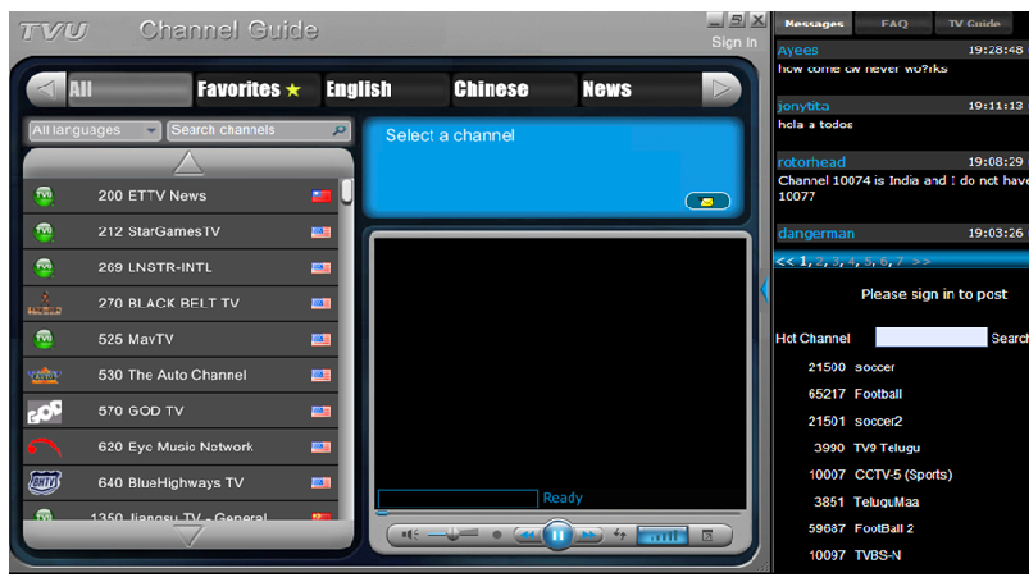 TVU Channel Guide
Sign In
All
Favorites
English
Chinese
News
All languages
Search channels
Select a channel
200 ETTV News
212 StarGamesTV
269 LNSTR-INTL
270 BLACK BELT TV
525 MavTV
530 The Auto Channel
570 GOD TV
620 Eye Music Network
640 BlueHighways TV
1350 Jiangsu TV - General
Ready
Messages
FAQ
TV Guide
Ayees 19:28:48
how come cw never wo?rks
jonytita 19:11:13
hola a todos
rotorhead 19:08:29
Channel 10074 is India and I do not have
10077
dangerman 19:03:26
<< 1, 2, 3, 4, 5, 6, 7 >>
Please sign in to post
Hot Channel
Search
21500 soccer
65217 Football
21501 soccer2
3990 TV9 Telugu
10007 CCTV-5 (Sports)
3851 TeluguMaa
59687 FootBall 2
10097 TVBS-N